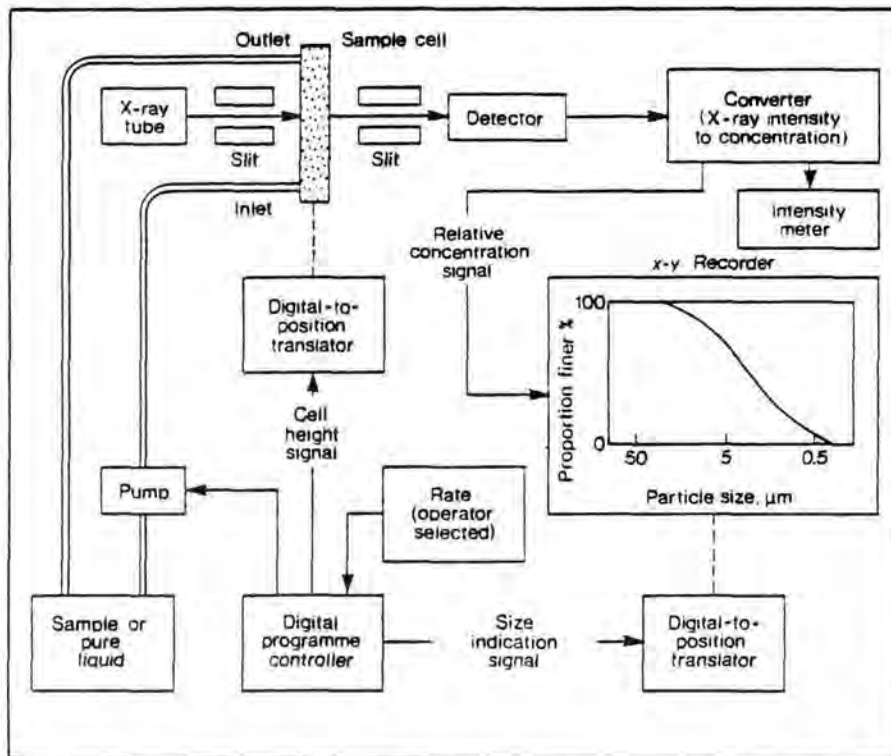 Outlet
Sample cell
X-ray
tube
Slit
Slit
Detector
Converter
(X-ray intensity
to concentration)
Inlet
Intensity
meter
Relative
concentration
signal
x-y Recorder
Digital-to-
position
translator
100
Proportion finer %
0
50
5
0.5
Particle size, μm
Cell
height
signal
Pump
Rate
(operator
selected)
Sample or
pure
liquid
Digital
programme
controller
Size
indication
signal
Digital-to-
position
translator